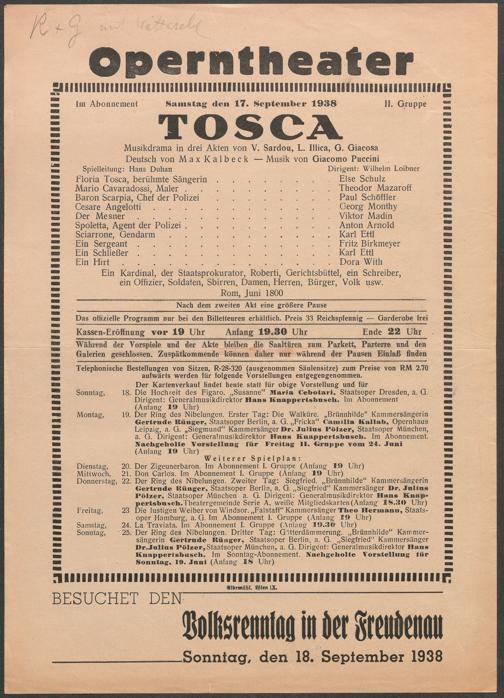 R + G mit
Operntheater
Im Abonnement Samstag den 17. September 1938 II. Gruppe
TOSCA
Musikdrama in drei Akten von V. Sardou, L. Illica, G. Giacosa
Deutsch von Max Kalbeck — Musik von Giacomo Puccini
Spielleitung: Hans Duhan Dirigent: Wilhelm Loibner
Floria Tosca, berühmte Sängerin . . . . . . Else Schulz
Mario Cavaradossi, Maler . . . . . . . Theodor Mazaroff
Baron Scarpia, Chef der Polizei . . . . . . Paul Schöffler
Cesare Angelotti . . . . . . . . Georg Monthy
Der Mesner . . . . . . . . . Viktor Madin
Spoletta, Agent der Polizei . . . . . . . Anton Arnold
Sciarrone, Gendarm . . . . . . . . Karl Ettl
Ein Sergeant . . . . . . . . . Fritz Birkmeyer
Ein Schließer . . . . . . . . . Karl Ettl
Ein Hirt . . . . . . . . . . Dora With
Ein Kardinal, der Staatsprokurator, Roberti, Gerichtsbüttel, ein Schreiber,
ein Offizier, Soldaten, Sbirren, Damen, Herren, Bürger, Volk usw.
Rom, Juni 1800
Nach dem zweiten Akt eine größere Pause
Das offizielle Programm nur bei den Billetteuren erhältlich. Preis 33 Reichspfennig — Garderobe frei
Kassen-Eröffnung vor 19 Uhr Anfang 19.30 Uhr Ende 22 Uhr
Während der Vorspiele und der Akte bleiben die Saaltüren zum Parkett, Parterre und den
Galerien geschlossen. Zuspätkommende können daher nur während der Pausen Einlaß finden
Telephonische Bestellungen von Sitzen, R-28-320 (ausgenommen Säulensitze) zum Preise von RM 2.70
aufwärts werden für folgende Vorstellungen entgegengenommen.
Der Kartenverkauf findet heute statt für obige Vorstellung und für
Sonntag, 18. Die Hochzeit des Figaro. „Susanne" Maria Cebotari, Staatsoper Dresden, a. G.
Dirigent: Generalmusikdirektor Hans Knappertsbusch. Im Abonnement
(Anfang 19 Uhr)
Montag, 19. Der Ring des Nibelungen. Erster Tag: Die Walküre. „Brünnhilde" Kammersängerin
Gertrude Rünger, Staatsoper Berlin, a. G. „Fricka" Camilla Kallab, Opernhaus
Leipzig, a. G. „Siegmund" Kammersänger Dr. Julius Pölzer, Staatsoper München,
a. G. Dirigent: Generalmusikdirektor Hans Knappertsbusch. Im Abonnement.
Nachgeholte Vorstellung für Freitag II. Gruppe vom 24. Juni
(Anfang 19 Uhr)
Weiterer Spielplan:
Dienstag, 20. Der Zigeunerbaron. Im Abonnement I. Gruppe (Anfang 19 Uhr)
Mittwoch, 21. Don Carlos. Im Abonnement I. Gruppe (Anfang 19 Uhr)
Donnerstag, 22. Der Ring des Nibelungen. Zweiter Tag: Siegfried. „Brünnhilde" Kammersängerin
Gertrude Rünger, Staatsoper Berlin, a. G. „Siegfried" Kammersänger Dr. Julius
Pölzer, Staatsoper München a. G. Dirigent: Generalmusikdirektor Hans Knap-
pertsbusch. Theatergemeinde Serie A, weiße Mitgliedskarten (Anfang 18.30 Uhr)
Freitag, 23 Die lustigen Weiber von Windsor. „Falstaff" Kammersänger Theo Hermann, Staats-
oper Hamburg, a. G. Im Abonnement I. Gruppe (Anfang 19 Uhr)
Samstag, 24. La Traviata. Im Abonnement I. Gruppe (Anfang 19.30 Uhr)
Sonntag, 25. Der Ring des Nibelungen. Dritter Tag: Götterdämmerung. „Brünnhilde" Kammer-
sängerin Gertrude Rünger, Staatsoper Berlin, a. G. „Siegfried" Kammersänger
Dr. Julius Pölzer, Staatsoper München, a. G. Dirigent: Generalmusikdirektor Hans
Knappertsbusch. Im Sonntag-Abonnement. Nachgeholte Vorstellung für
Sonntag, 19. Juni (Anfang 18 Uhr)
Elbemühl, Wien IX.
BESUCHET DEN
Volksrenntag in der Freudenau
Sonntag, den 18. September 1938